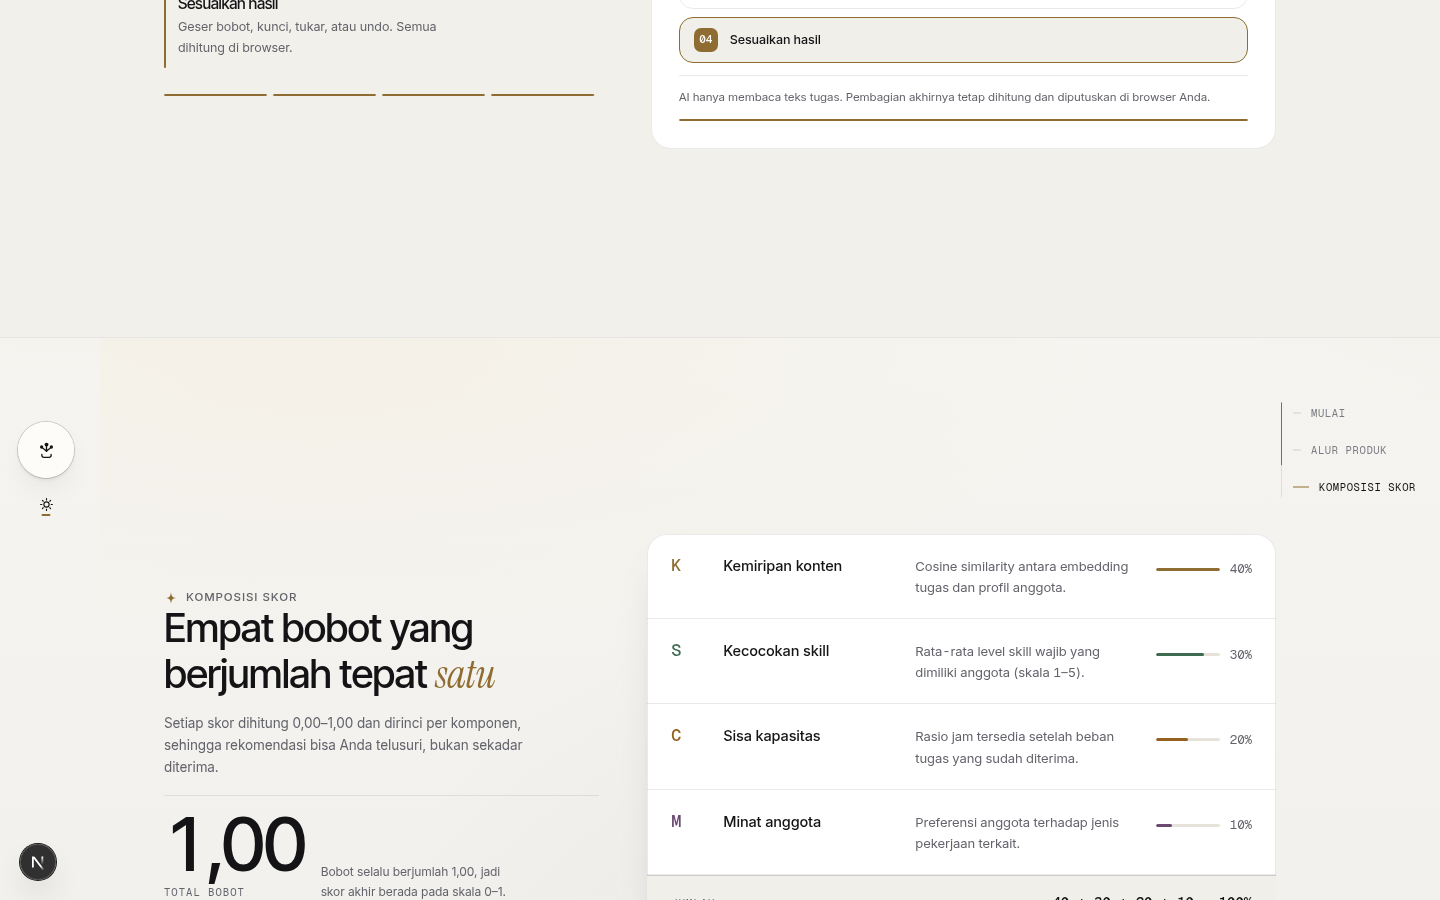 Sesuaikan hasil
Geser bobot, kunci, tukar, atau undo. Semua
dihitung di browser.
04 Sesuaikan hasil
AI hanya membaca teks tugas. Pembagian akhirnya tetap dihitung dan diputuskan di browser Anda.
MULAI
ALUR PRODUK
KOMPOSISI SKOR
KOMPOSISI SKOR
Empat bobot yang
berjumlah tepat satu
Setiap skor dihitung 0,00–1,00 dan dirinci per komponen,
sehingga rekomendasi bisa Anda telusuri, bukan sekadar
diterima.
1,00
TOTAL BOBOT
Bobot selalu berjumlah 1,00, jadi
skor akhir berada pada skala 0–1.
K Kemiripan konten
Cosine similarity antara embedding
tugas dan profil anggota.
40%
S Kecocokan skill
Rata-rata level skill wajib yang
dimiliki anggota (skala 1–5).
30%
C Sisa kapasitas
Rasio jam tersedia setelah beban
tugas yang sudah diterima.
20%
M Minat anggota
Preferensi anggota terhadap jenis
pekerjaan terkait.
10%
N